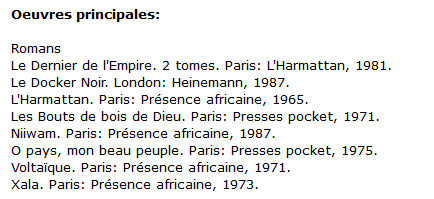 Oeuvres principales:
Romans
Le Dernier de l'Empire. 2 tomes. Paris: L'Harmattan, 1981.
Le Docker Noir. London: Heinemann, 1987.
L'Harmattan. Paris: Présence africaine, 1965.
Les Bouts de bois de Dieu. Paris: Presses pocket, 1971.
Niiwam. Paris: Présence africaine, 1987.
O pays, mon beau peuple. Paris: Presses pocket, 1975.
Voltaïque. Paris: Présence africaine, 1971.
Xala. Paris: Présence africaine, 1973.